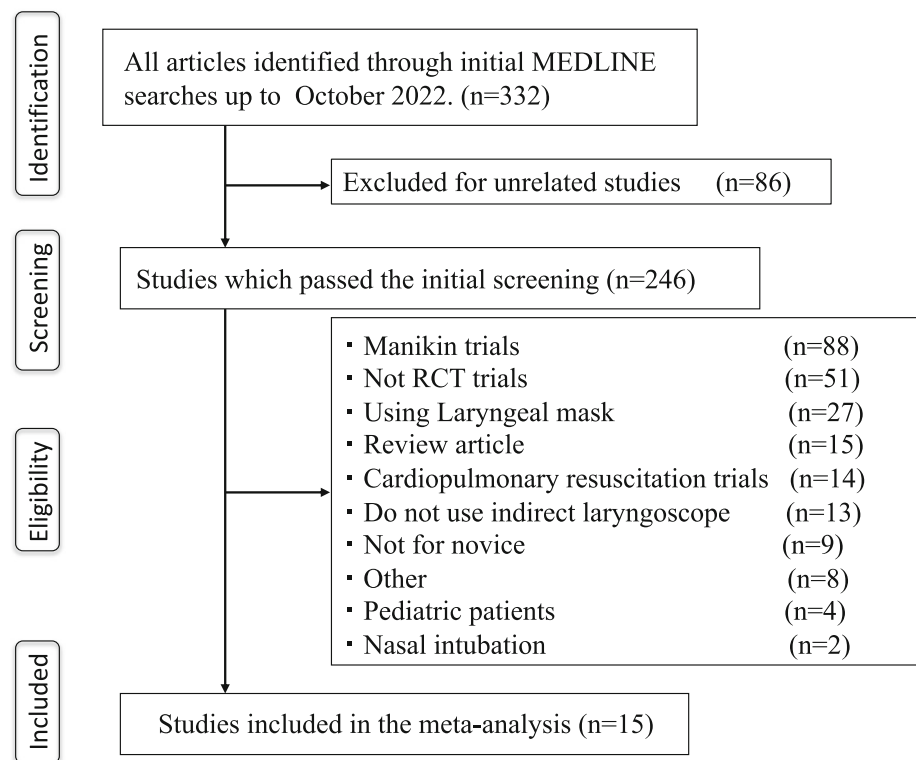 Identification
All articles identified through initial MEDLINE
searches up to October 2022. (n=332)
Excluded for unrelated studies (n=86)
Screening
Studies which passed the initial screening (n=246)
Eligibility
・Manikin trials (n=88)
・Not RCT trials (n=51)
・Using Laryngeal mask (n=27)
・Review article (n=15)
・Cardiopulmonary resuscitation trials (n=14)
・Do not use indirect laryngoscope (n=13)
・Not for novice (n=9)
・Other (n=8)
・Pediatric patients (n=4)
・Nasal intubation (n=2)
Included
Studies included in the meta-analysis (n=15)